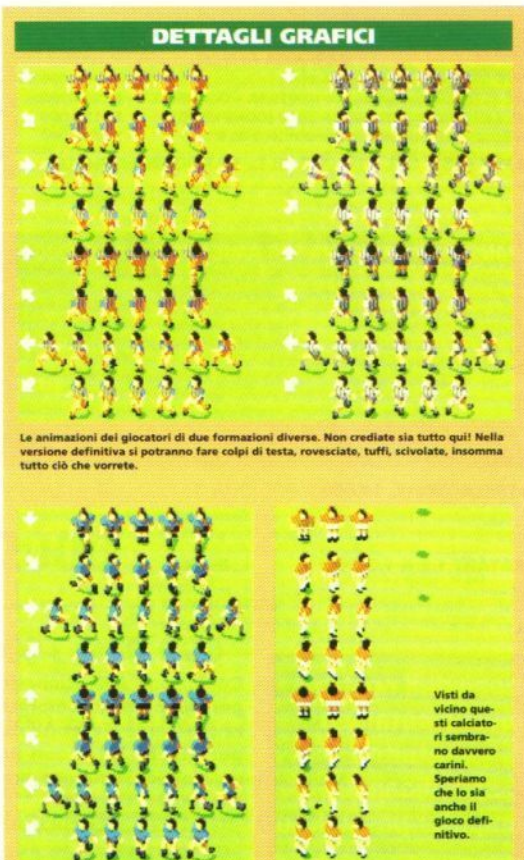 DETTAGLI GRAFICI
Le animazioni dei giocatori di due formazioni diverse. Non crediate sia tutto qui! Nella
versione definitiva si potranno fare colpi di testa, rovesciate, tuffi, scivolate, insomma
tutto ciò che vorrete.
Visti da
vicino que-
sti calciato-
ri sembra-
no davvero
carini.
Speriamo
che lo sia
anche il
gioco defi-
nitivo.